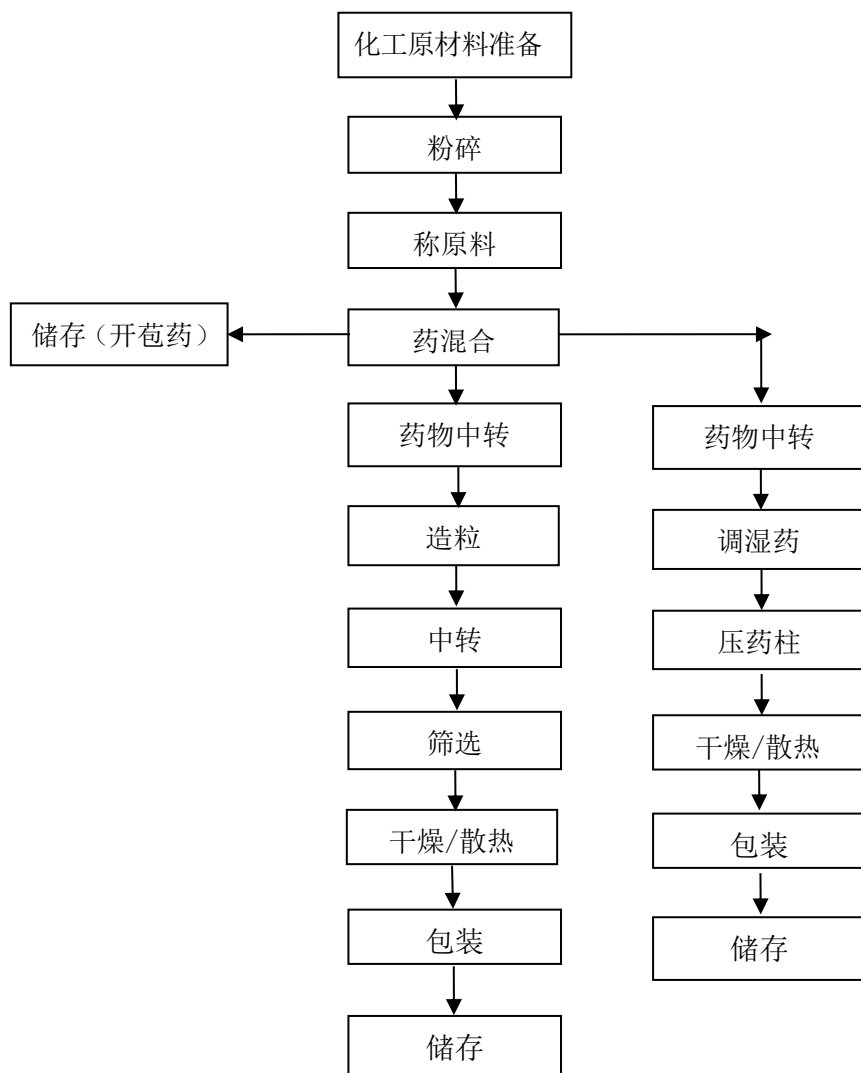 化工原材料准备
粉碎
称原料
储存（开苞药）
药混合
药物中转
造粒
中转
筛选
干燥/散热
包装
储存
药物中转
调湿药
压药柱
干燥/散热
包装
储存